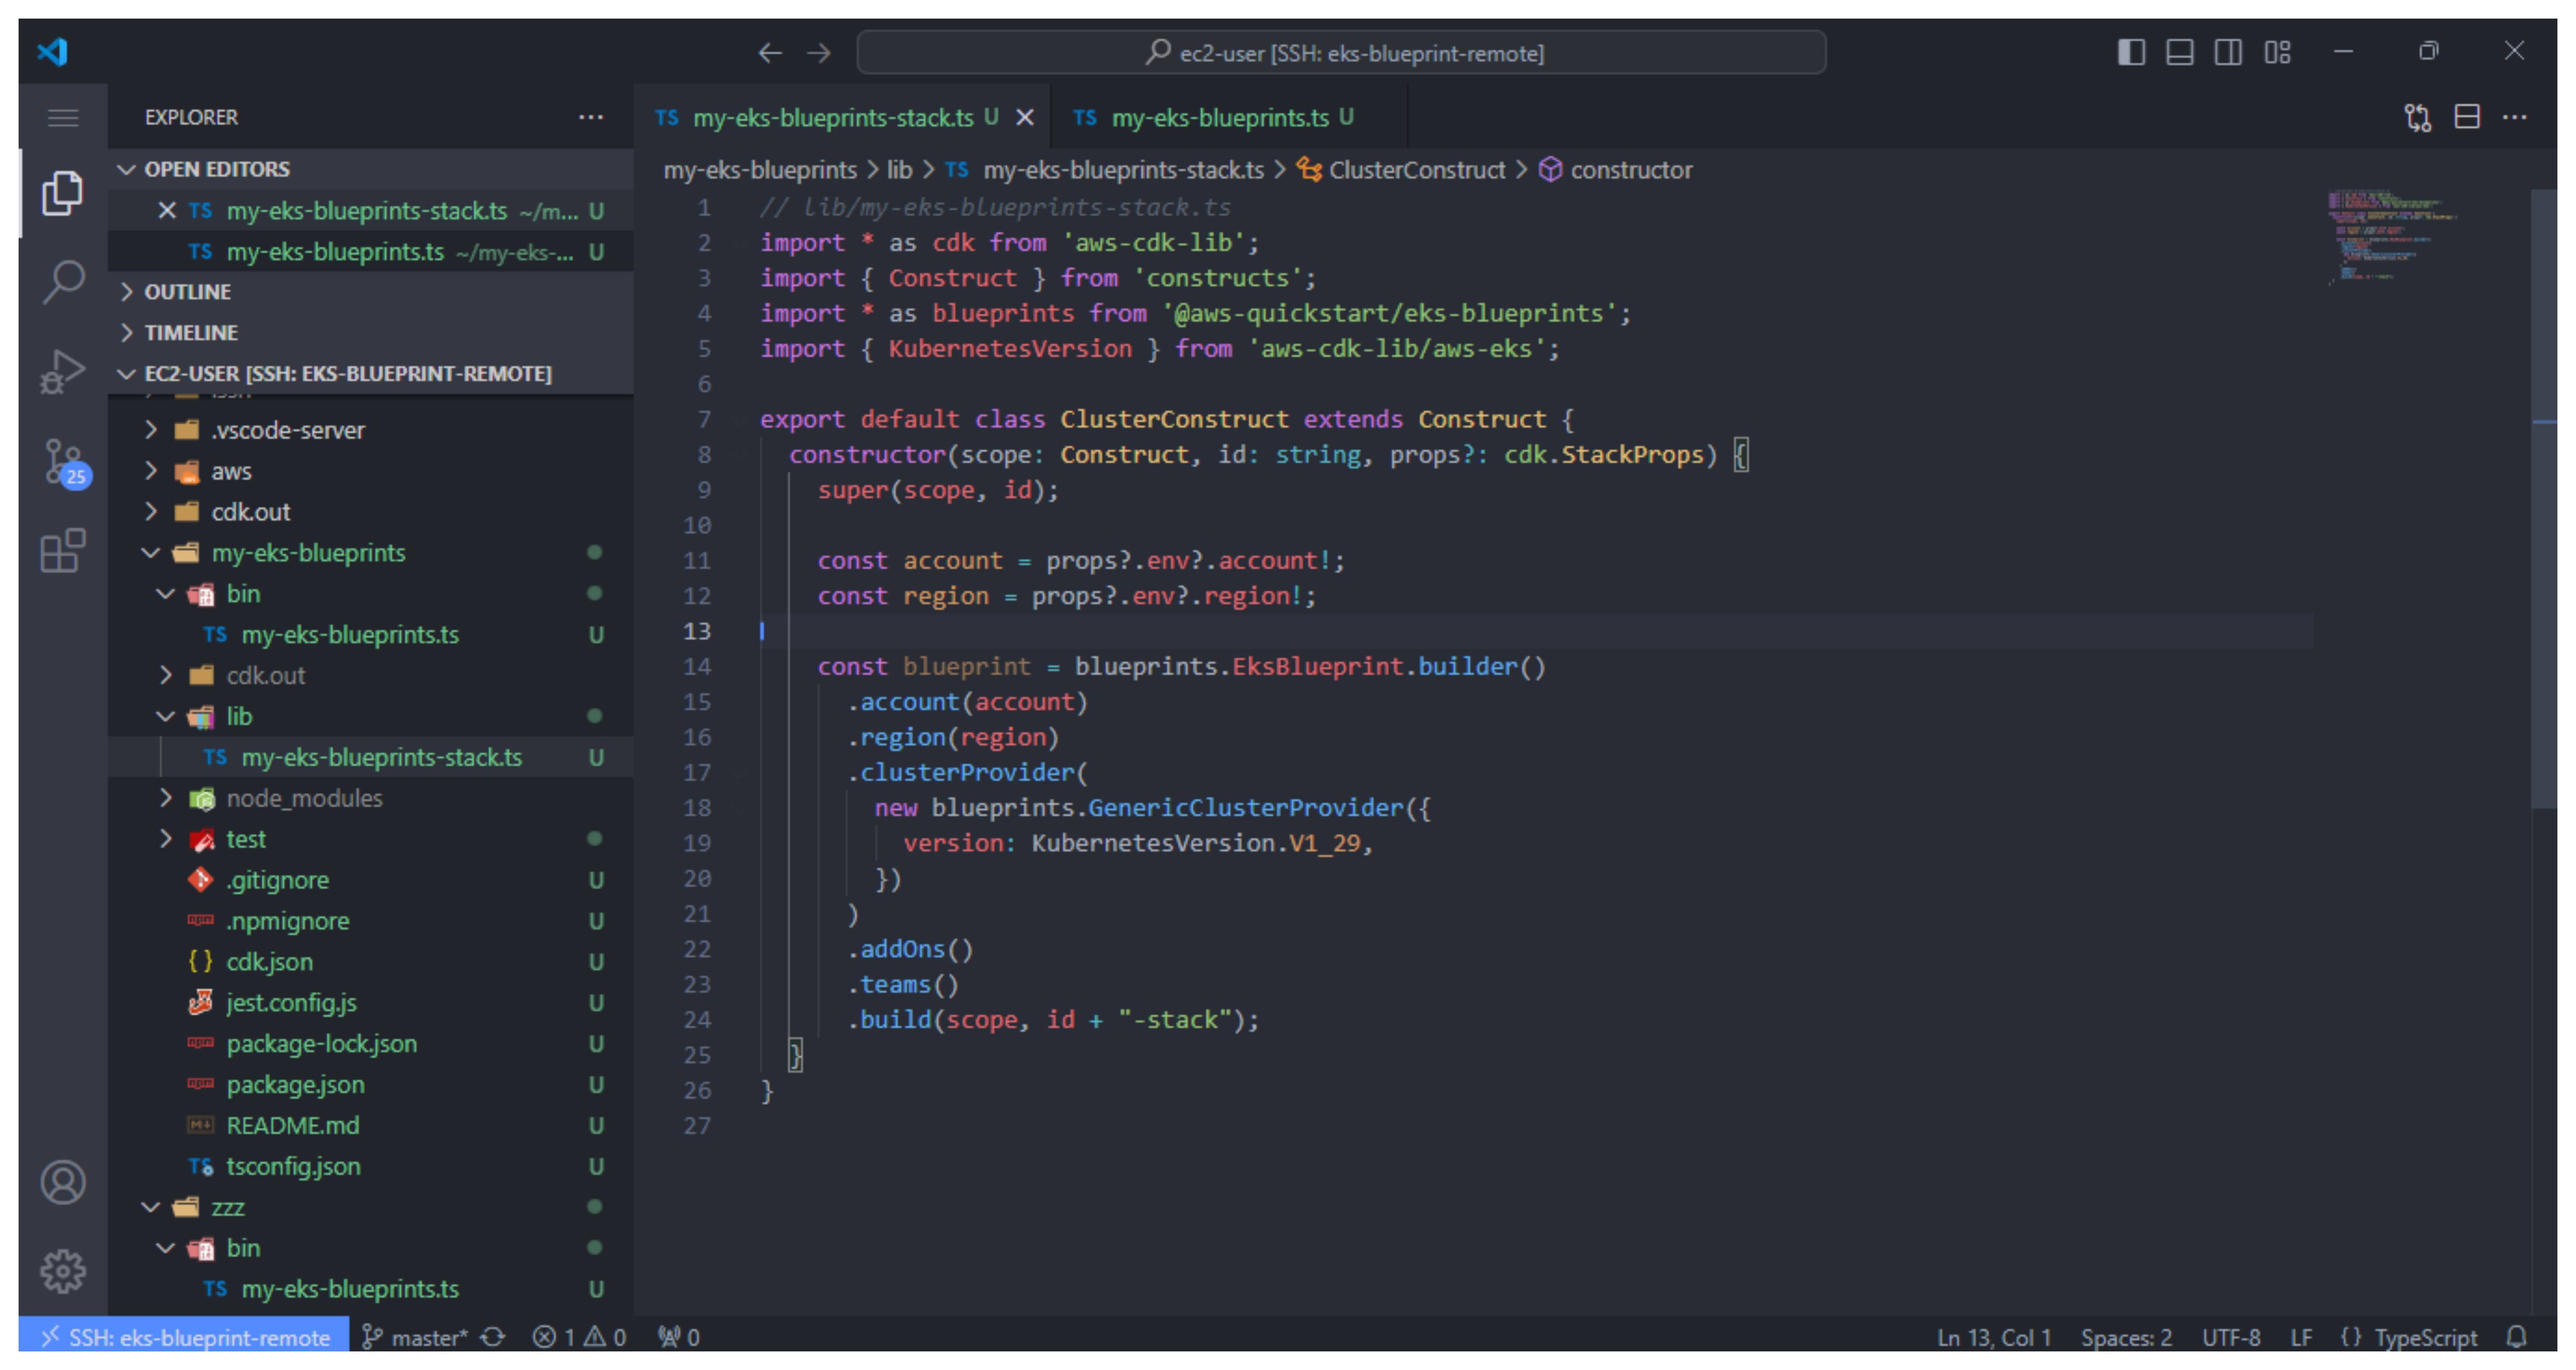 ec2-user [SSH: eks-blueprint-remote]
EXPLORER
OPEN EDITORS
TS my-eks-blueprints-stack.ts ~/m... U
TS my-eks-blueprints.ts ~/my-eks-... U
OUTLINE
TIMELINE
EC2-USER [SSH: EKS-BLUEPRINT-REMOTE]
.vscode-server
aws
cdk.out
my-eks-blueprints
bin
TS my-eks-blueprints.ts U
cdk.out
lib
TS my-eks-blueprints-stack.ts U
node_modules
test
.gitignore U
.npmignore U
{} cdk.json U
jest.config.js U
package-lock.json U
package.json U
README.md U
TS tsconfig.json U
zzz
bin
TS my-eks-blueprints.ts U
25
TS my-eks-blueprints-stack.ts U
TS my-eks-blueprints.ts U
my-eks-blueprints > lib > TS my-eks-blueprints-stack.ts > ClusterConstruct > constructor
1 // lib/my-eks-blueprints-stack.ts
2 import * as cdk from 'aws-cdk-lib';
3 import { Construct } from 'constructs';
4 import * as blueprints from '@aws-quickstart/eks-blueprints';
5 import { KubernetesVersion } from 'aws-cdk-lib/aws-eks';
6
7 export default class ClusterConstruct extends Construct {
8 constructor(scope: Construct, id: string, props?: cdk.StackProps) {
9 super(scope, id);
10
11 const account = props?.env?.account!;
12 const region = props?.env?.region!;
13
14 const blueprint = blueprints.EksBlueprint.builder()
15 .account(account)
16 .region(region)
17 .clusterProvider(
18 new blueprints.GenericClusterProvider({
19 version: KubernetesVersion.V1_29,
20 })
21 )
22 .addOns()
23 .teams()
24 .build(scope, id + "-stack");
25 }
26 }
27
SSH: eks-blueprint-remote master* 1 0 0 Ln 13, Col 1 Spaces: 2 UTF-8 LF {} TypeScript